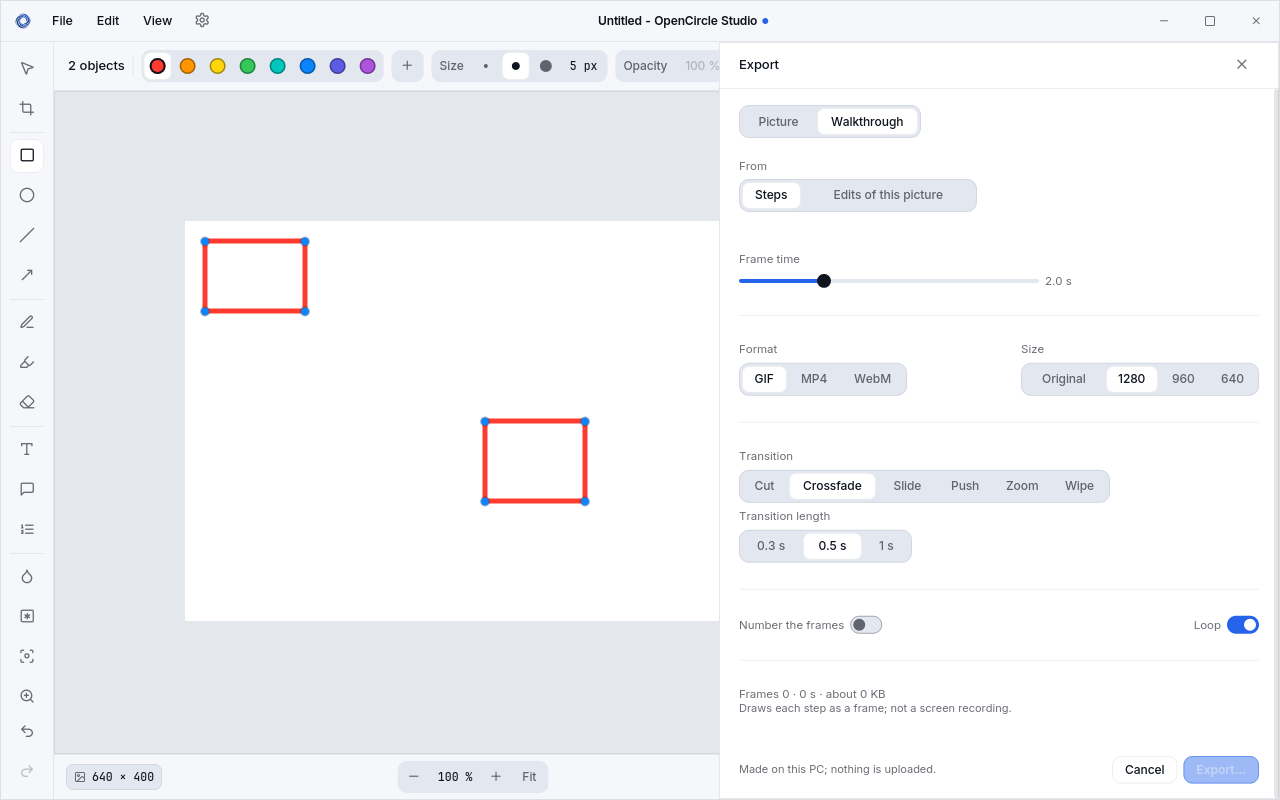 File Edit View
Untitled - OpenCircle Studio
2 objects
Size
5 px
Opacity
100 %
Export
Picture
Walkthrough
From
Steps
Edits of this picture
Frame time
2.0 s
Format
Size
GIF
MP4
WebM
Original
1280
960
640
Transition
Cut
Crossfade
Slide
Push
Zoom
Wipe
Transition length
0.3 s
0.5 s
1 s
Number the frames
Loop
Frames 0 · 0 s · about 0 KB
Draws each step as a frame; not a screen recording.
640 × 400
100 %
Fit
Made on this PC; nothing is uploaded.
Cancel
Export...